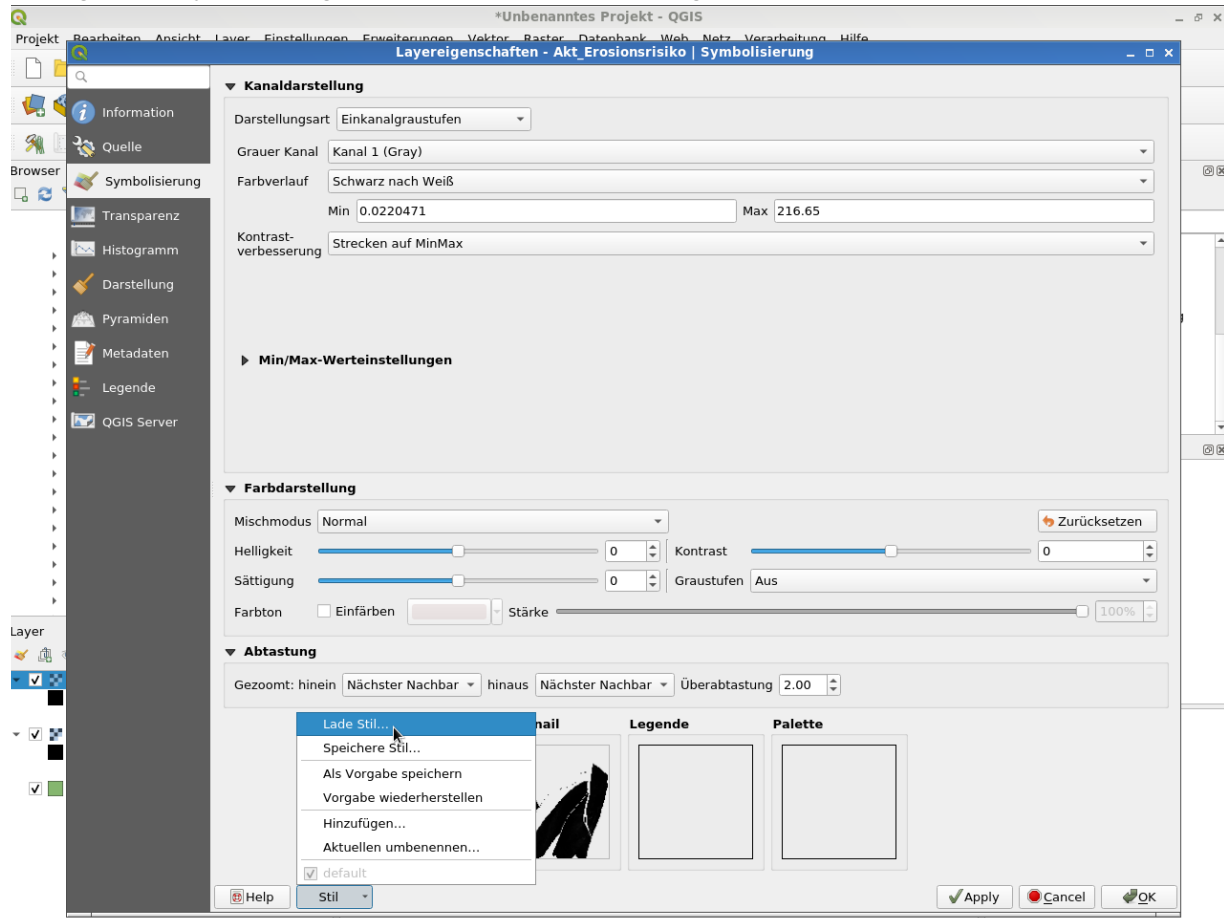 *Unbenanntes Projekt - QGIS
Projekt Bearbeiten Ansicht Layer Einstellungen Erweiterungen Vektor Raster Datenbank Web Netz Verarbeitung Hilfe
Layereigenschaften - Akt_Erosionsrisiko | Symbolisierung
Information
Quelle
Symbolisierung
Transparenz
Histogramm
Darstellung
Pyramiden
Metadaten
Legende
QGIS Server
Browser
Layer
Kanaldarstellung
Darstellungsart Einkanalgraustufen
Grauer Kanal Kanal 1 (Gray)
Farbverlauf Schwarz nach Weiß
Min 0.0220471 Max 216.65
Kontrast-
verbesserung Strecken auf MinMax
Min/Max-Werteinstellungen
Farbdarstellung
Mischmodus Normal Zurücksetzen
Helligkeit 0 Kontrast 0
Sättigung 0 Graustufen Aus
Farbton Einfärben Stärke 100%
Abtastung
Gezoomt: hinein Nächster Nachbar hinaus Nächster Nachbar Überabtastung 2.00
nail Legende Palette
Lade Stil...
Speichere Stil...
Als Vorgabe speichern
Vorgabe wiederherstellen
Hinzufügen...
Aktuellen umbenennen...
default
Help Stil Apply Cancel OK